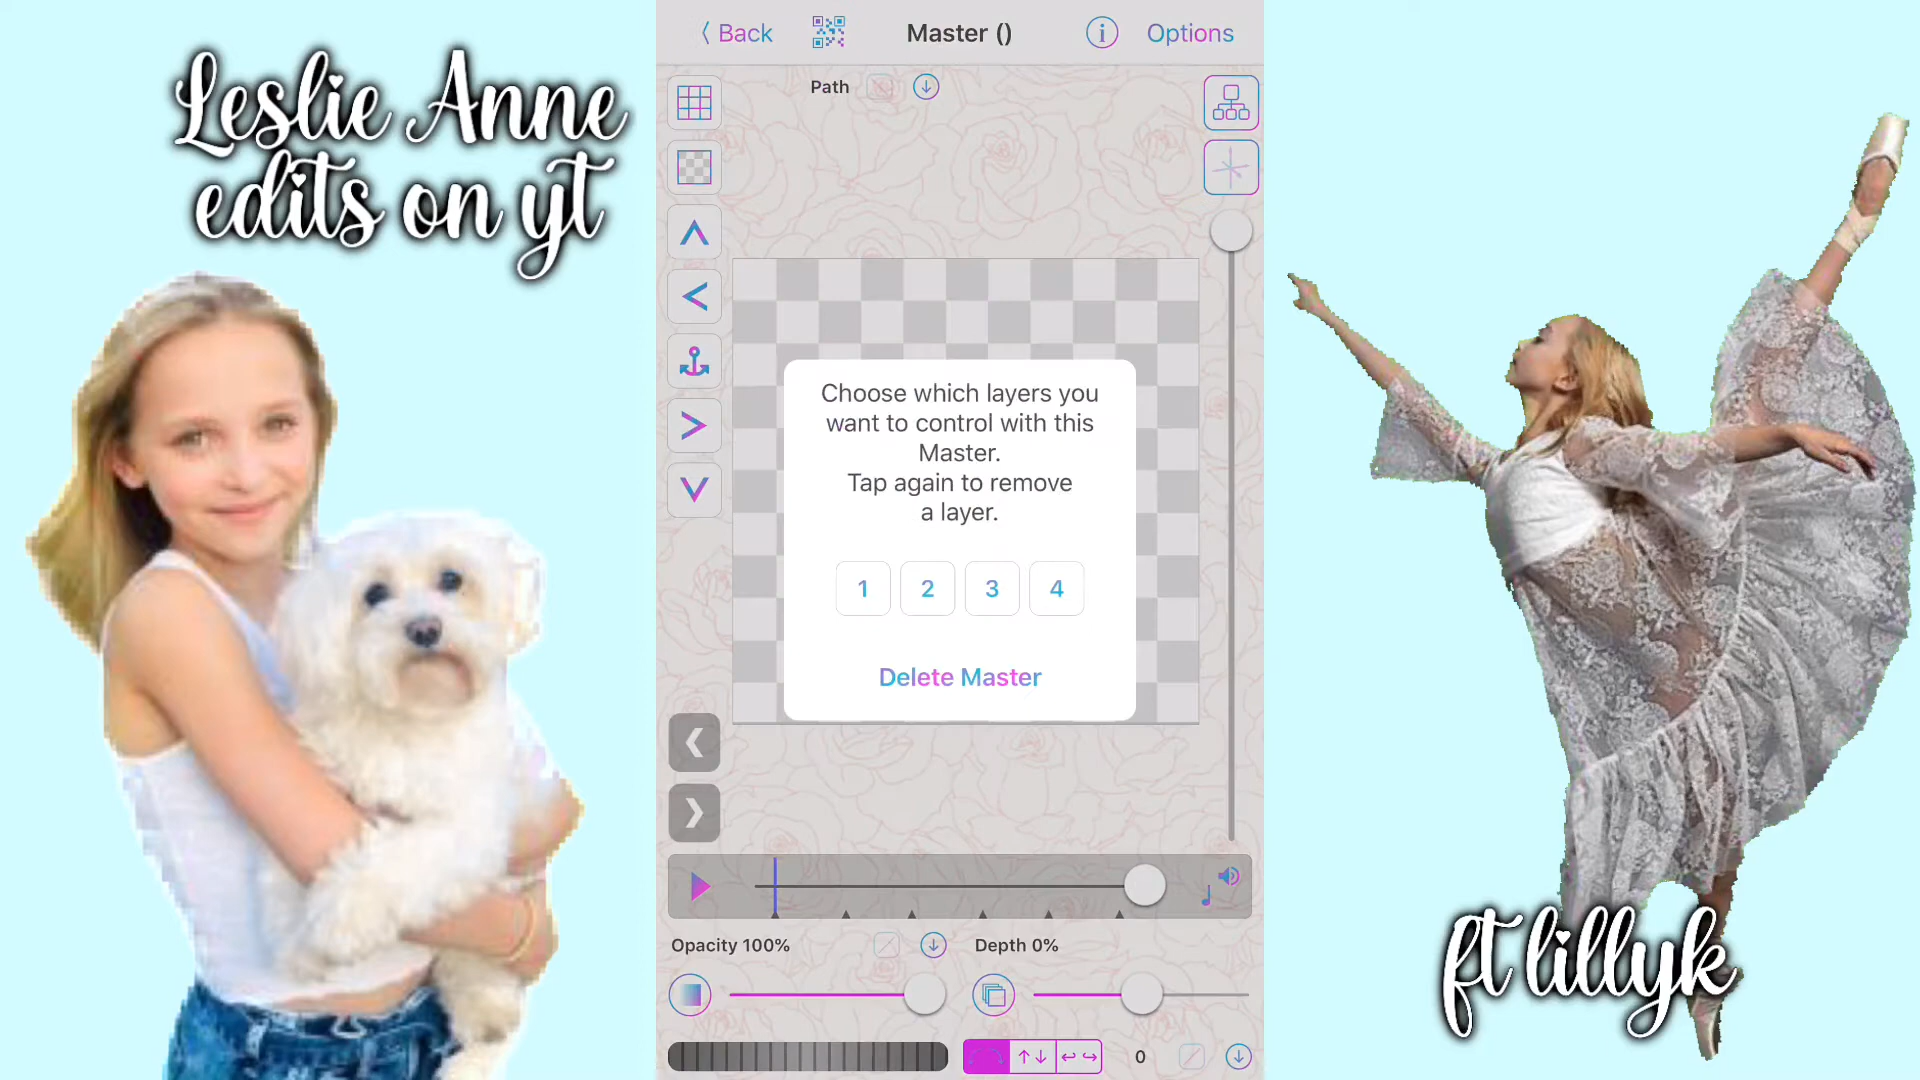 Leslie Anne
edits on yt
Back
Master ()
Options
Path
Choose which layers you
want to control with this
Master.
Tap again to remove
a layer.
1 2 3 4
Delete Master
Opacity 100%
Depth 0%
0
ft lillyk